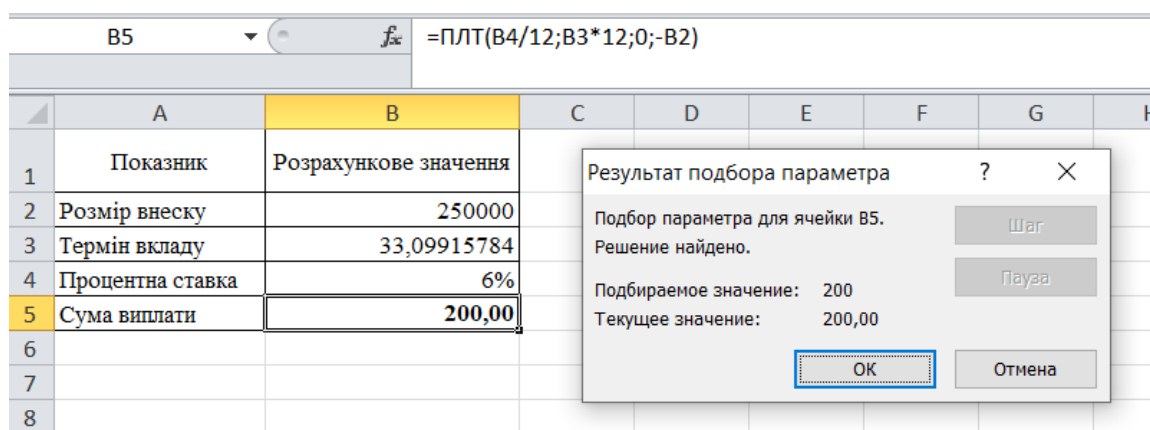 B5 fx =ПЛТ(B4/12;B3*12;0;-B2)
A B C D E F G
1 Показник Розрахункове значення
2 Розмір внеску 250000
3 Термін вкладу 33,09915784
4 Процентна ставка 6%
5 Сума виплати 200,00
6
7
8
Результат подбора параметра ?
Подбор параметра для ячейки B5.
Решение найдено.
Подбираемое значение: 200
Текущее значение: 200,00
Шаг
Пауза
ОК
Отмена